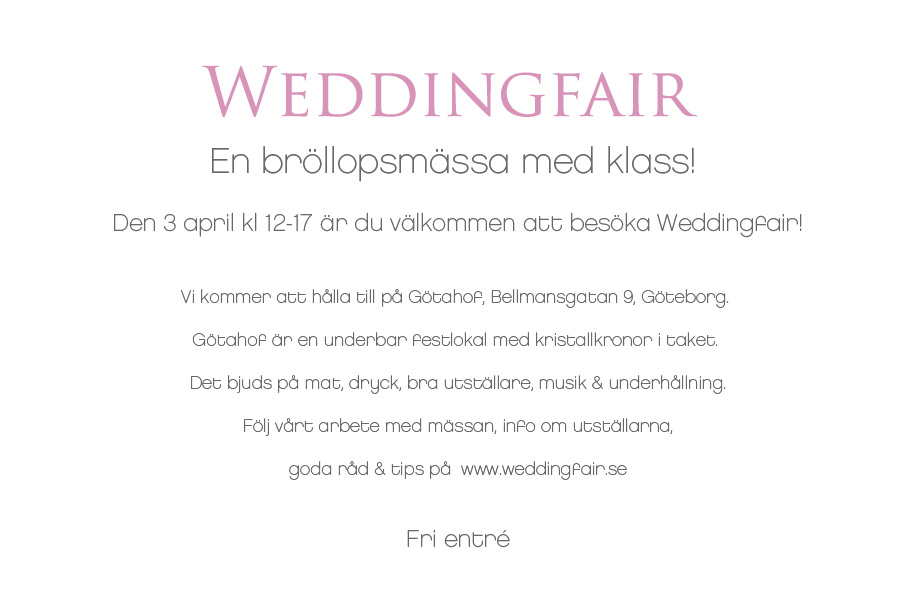 WEDDINGFAIR
En bröllopsmässa med klass!
Den 3 april kl 12-17 är du välkommen att besöka Weddingfair!
Vi kommer att hålla till på Götahof, Bellmansgatan 9, Göteborg.
Götahof är en underbar festlokal med kristallkronor i taket.
Det bjuds på mat, dryck, bra utställare, musik & underhållning.
Följ vårt arbete med mässan, info om utställarna,
goda råd & tips på www.weddingfair.se
Fri entré